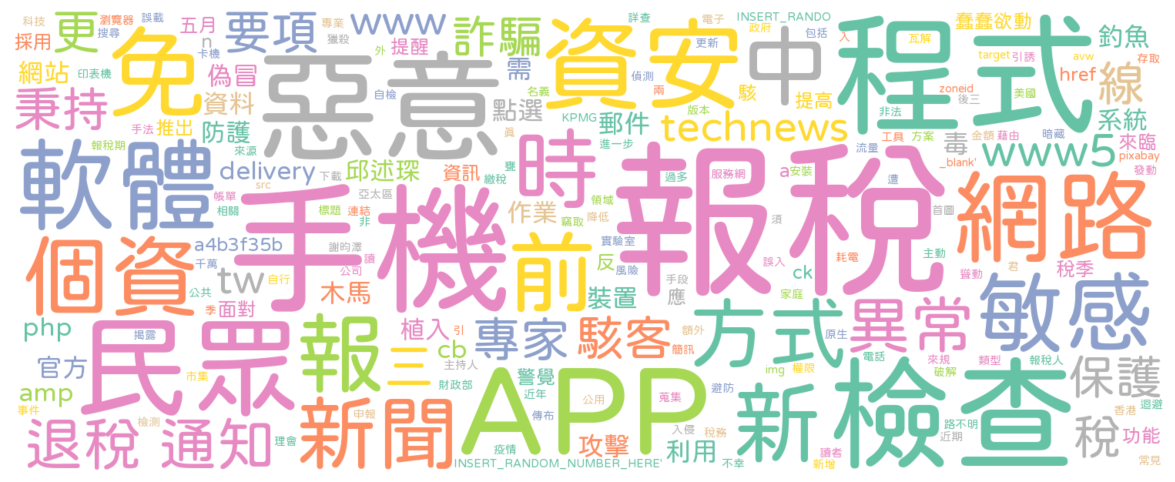 科技 瀏覽器 誤載 五月 要項 www 更 詐騙 詳查 電子 INSERT_RANDO 蠢蠢欲動
採用 搜尋 n 卡機 專業 獵殺 外 提醒 更新 政府 包括 入 瓦解 釣魚
網站 印表機 免 偽冒 惡意 需 偵測 資安 兩 中 程式 target 引誘 avw 存取
秉持 資料 自檢 點選 名義 駭 提高 非法 zoneid 後三 美國 href 線
手法 推出 防護 KPMG 郵件 版本 technews 工具 方案 金額 藉由 暗藏 系統
報稅期 來源 真 進一步 毒 流量 www5 來臨 _blank' pixabay 發動
軟體 delivery 下載 邱述琛 資訊 甕 時 過多 服務網 a 安裝 遭
帳單 src 亞太區 繳稅 領域 報稅 網路
相關 標題 連結 非 作業 竊取 降低 須 首圖
個資 a4b3f35b 手機 謝昀澤 前 實驗室 反 風險 誤入 耗電 主動 君
千萬 tw 自行 讀 公司 木馬 裝置 手段 應 ck 家庭 聳動 稅季 敏感
php 公共 季 面對 植入 引 專家 駭客 額外 方式 原生 異常
揭露 民眾 報 三 cb 主持人 簡訊 電話 來規 類型 報稅人
官方 市集 財政部 警覺 近年 APP 避防 img 權限 破解 保護
amp 事件 申報 傳布 公用 蒐集 香港 迴避
檢測 理會 新聞 入侵 稅務 新 檢查 路不明 稅 功能
退稅 通知 疫情 攻擊 利用 讀者 近期
INSERT_RANDOM_NUMBER_HERE' 不幸 新增 常見